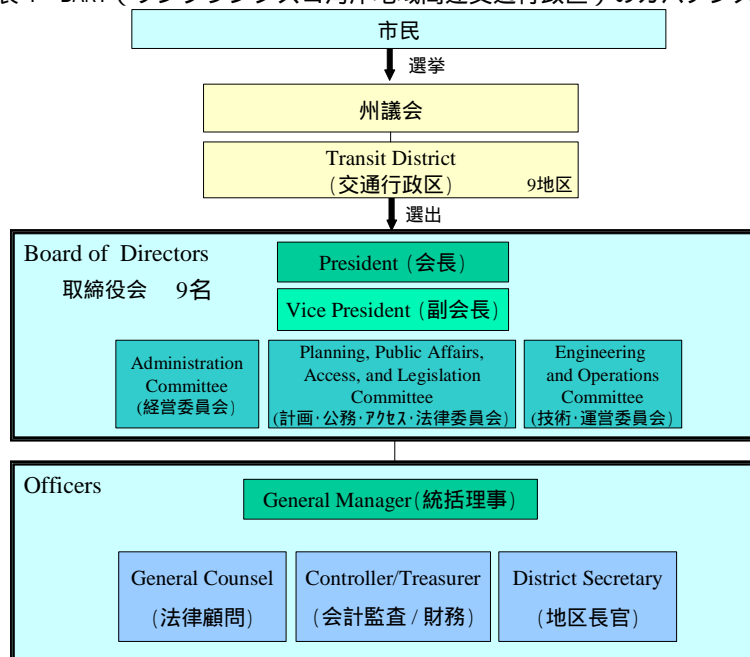 市民
選挙
州議会
Transit District
(交通行政区) 9地区
選出
Board of Directors
取締役会 9名
President (会長)
Vice President (副会長)
Administration
Committee
(経営委員会)
Planning, Public Affairs,
Access, and Legislation
Committee
(計画･公務･ｱｸｾｽ･法律委員会)
Engineering
and Operations
Committee
(技術･運営委員会)
Officers
General Manager(統括理事)
General Counsel
(法律顧問)
Controller/Treasurer
(会計監査 / 財務)
District Secretary
(地区長官)